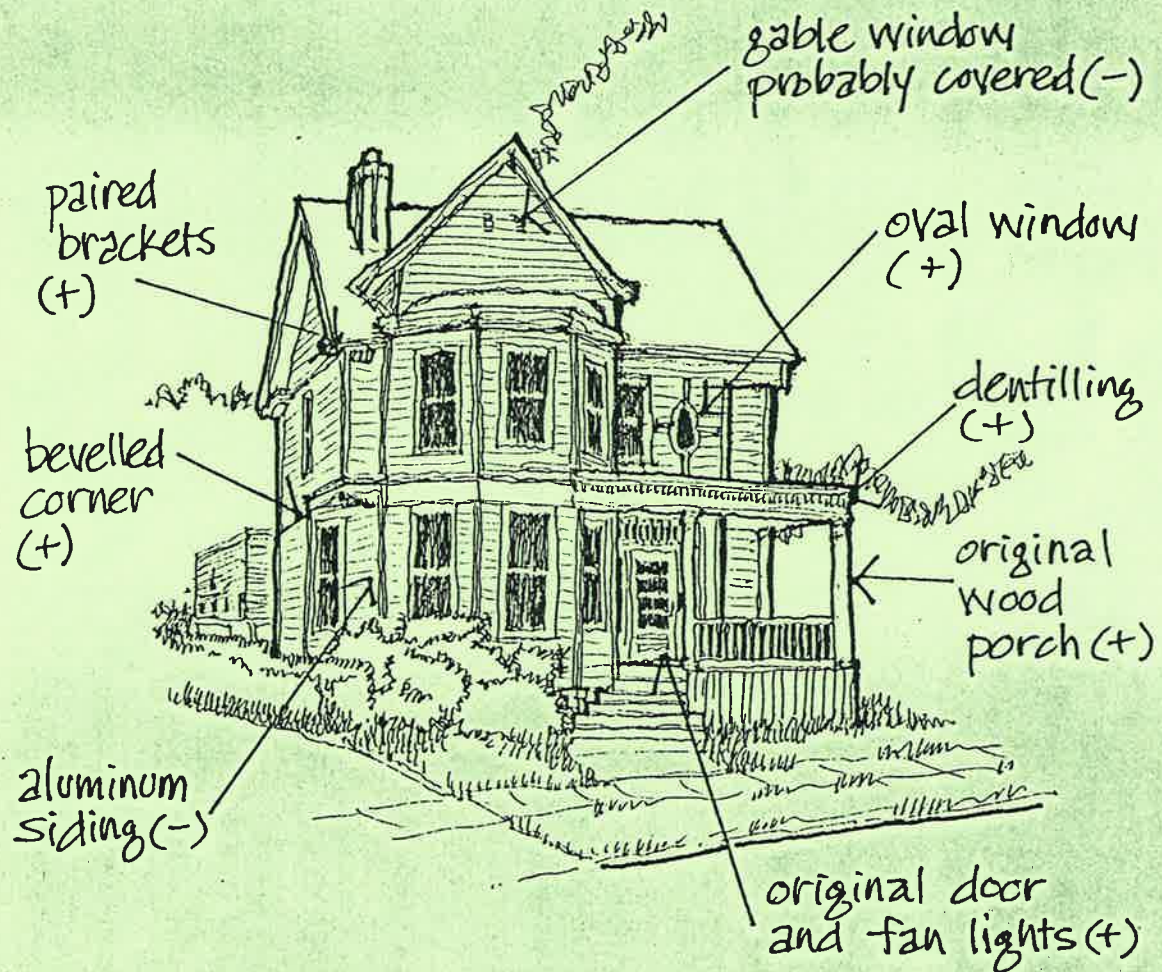 gable window
probably covered (-)
paired
brackets
(+)
oval window
(+)
dentilling
(+)
bevelled
corner
(+)
original
wood
porch (+)
aluminum
siding (-)
original door
and fan lights (+)